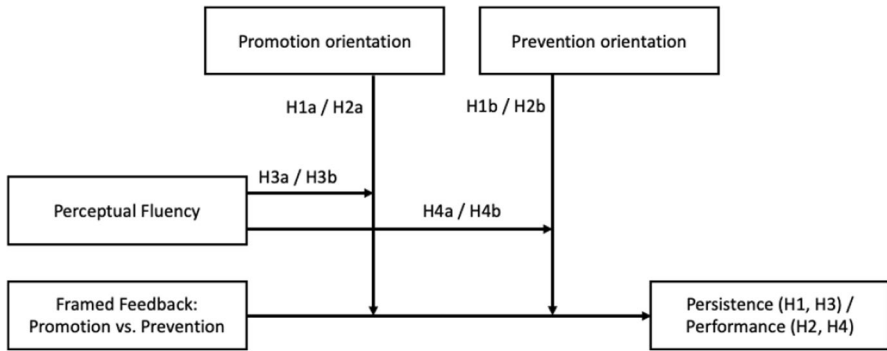 Promotion orientation
Prevention orientation
H1a / H2a
H1b / H2b
H3a / H3b
Perceptual Fluency
H4a / H4b
Framed Feedback:
Promotion vs. Prevention
Persistence (H1, H3) /
Performance (H2, H4)